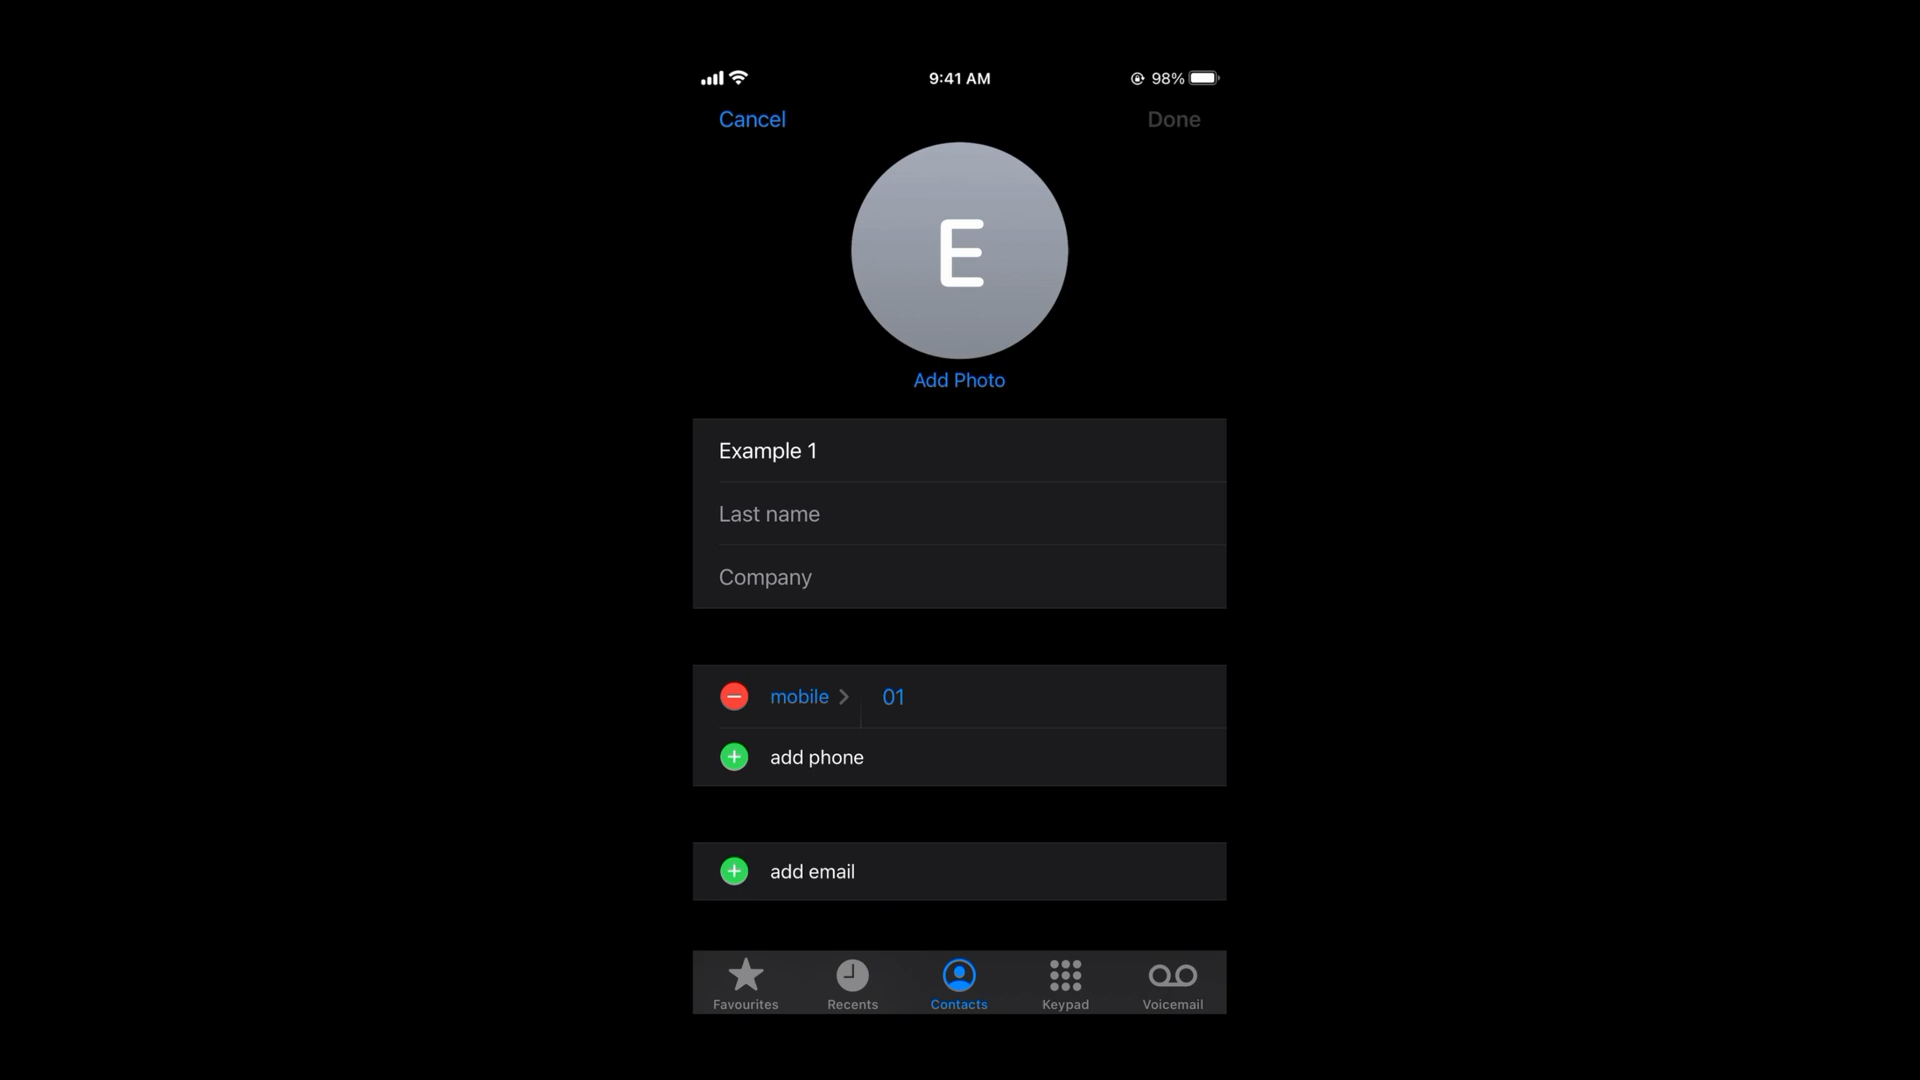 9:41 AM
98%
Cancel
Done
E
Add Photo
Example 1
Last name
Company
mobile
01
add phone
add email
Favourites
Recents
Contacts
Keypad
Voicemail